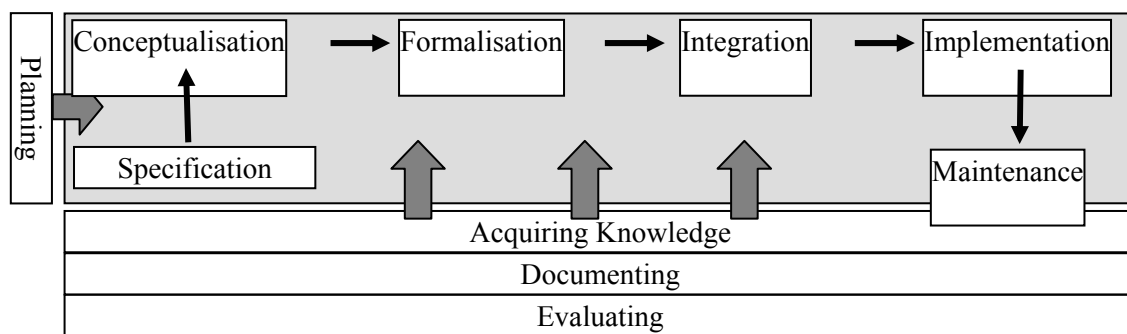 Planning
Conceptualisation
Formalisation
Integration
Implementation
Specification
Maintenance
Acquiring Knowledge
Documenting
Evaluating